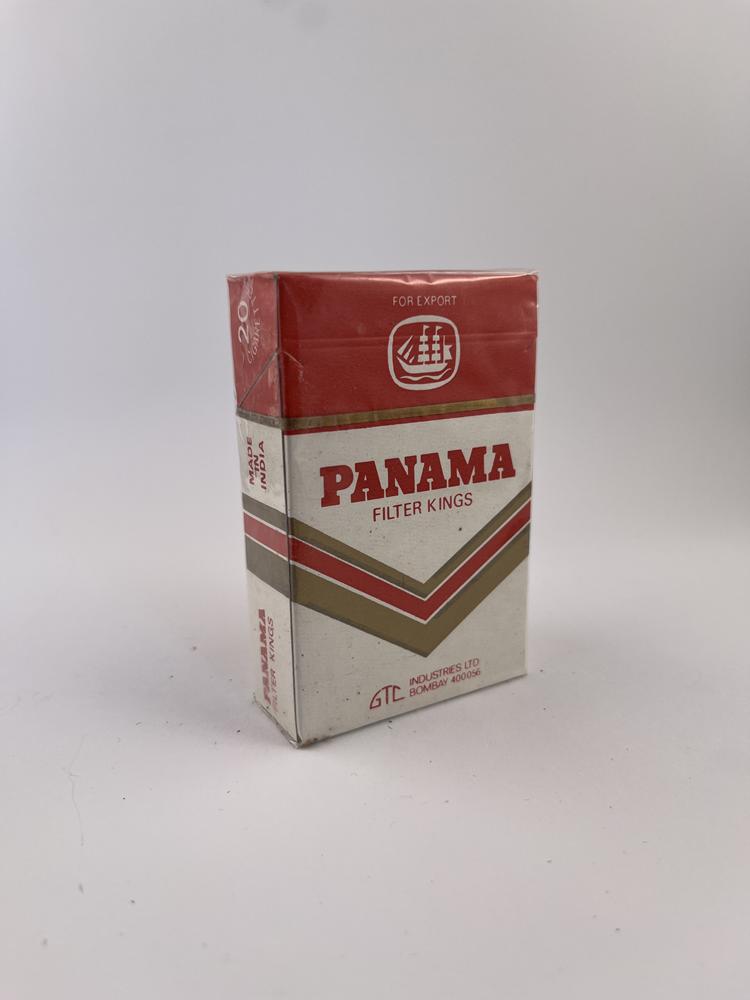 FOR EXPORT
PANAMA
FILTER KINGS
GTC
INDUSTRIES LTD
BOMBAY 400056
20
MADE
IN
INDIA
PANAMA
FILTER KINGS